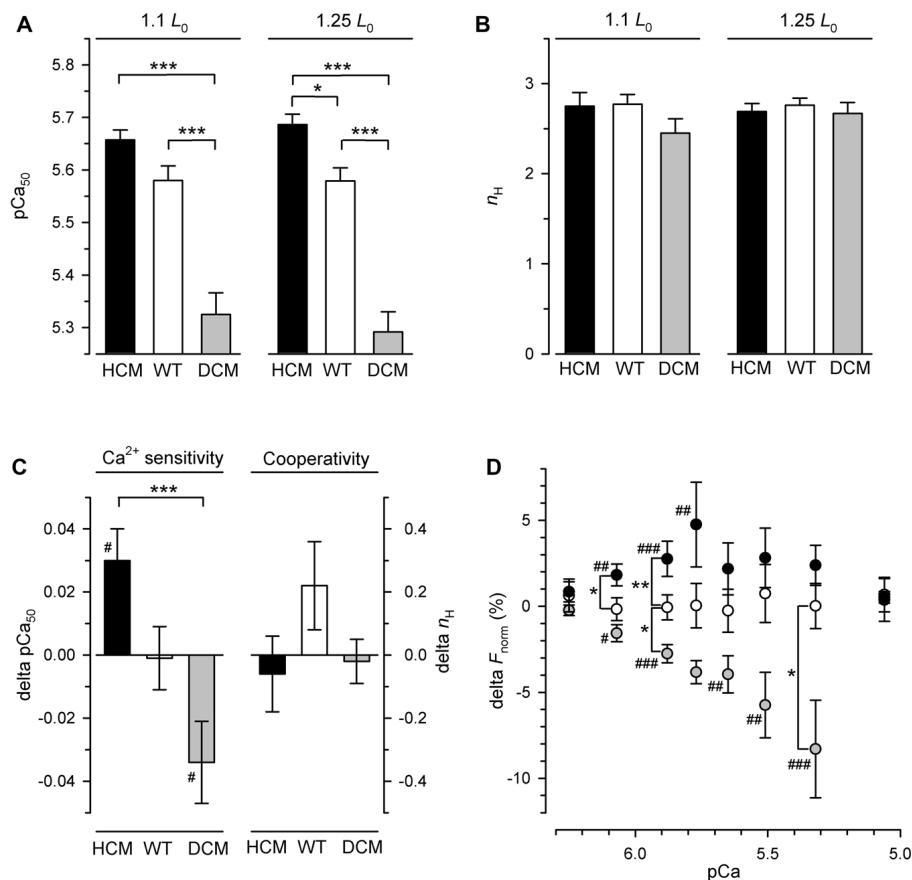 A
1.1 L₀ 1.25 L₀
5.8
5.7
5.6
5.5
5.4
5.3
pCa₅₀
***
***
***
*
***
HCM WT DCM HCM WT DCM
B
1.1 L₀ 1.25 L₀
3
2
1
0
n_H
HCM WT DCM HCM WT DCM
C
Ca²⁺ sensitivity Cooperativity
***
0.04
0.02
0.00
-0.02
-0.04
delta pCa₅₀
#
#
0.4
0.2
0.0
0.2
0.4
delta n_H
HCM WT DCM HCM WT DCM
D
5
0
-5
-10
delta F_norm (%)
##
*
#
###
**
*
###
##
##
##
*
###
6.0 5.5 5.0
pCa